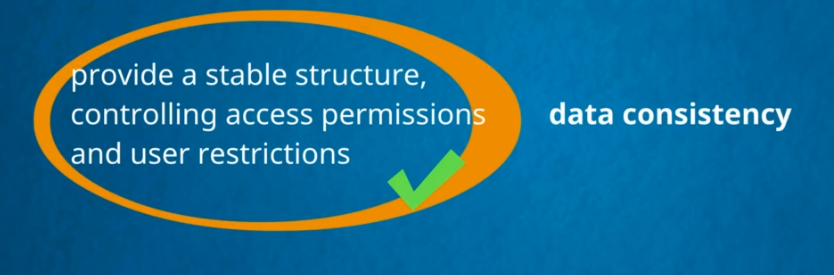 provide a stable structure,
controlling access permissions
and user restrictions
data consistency